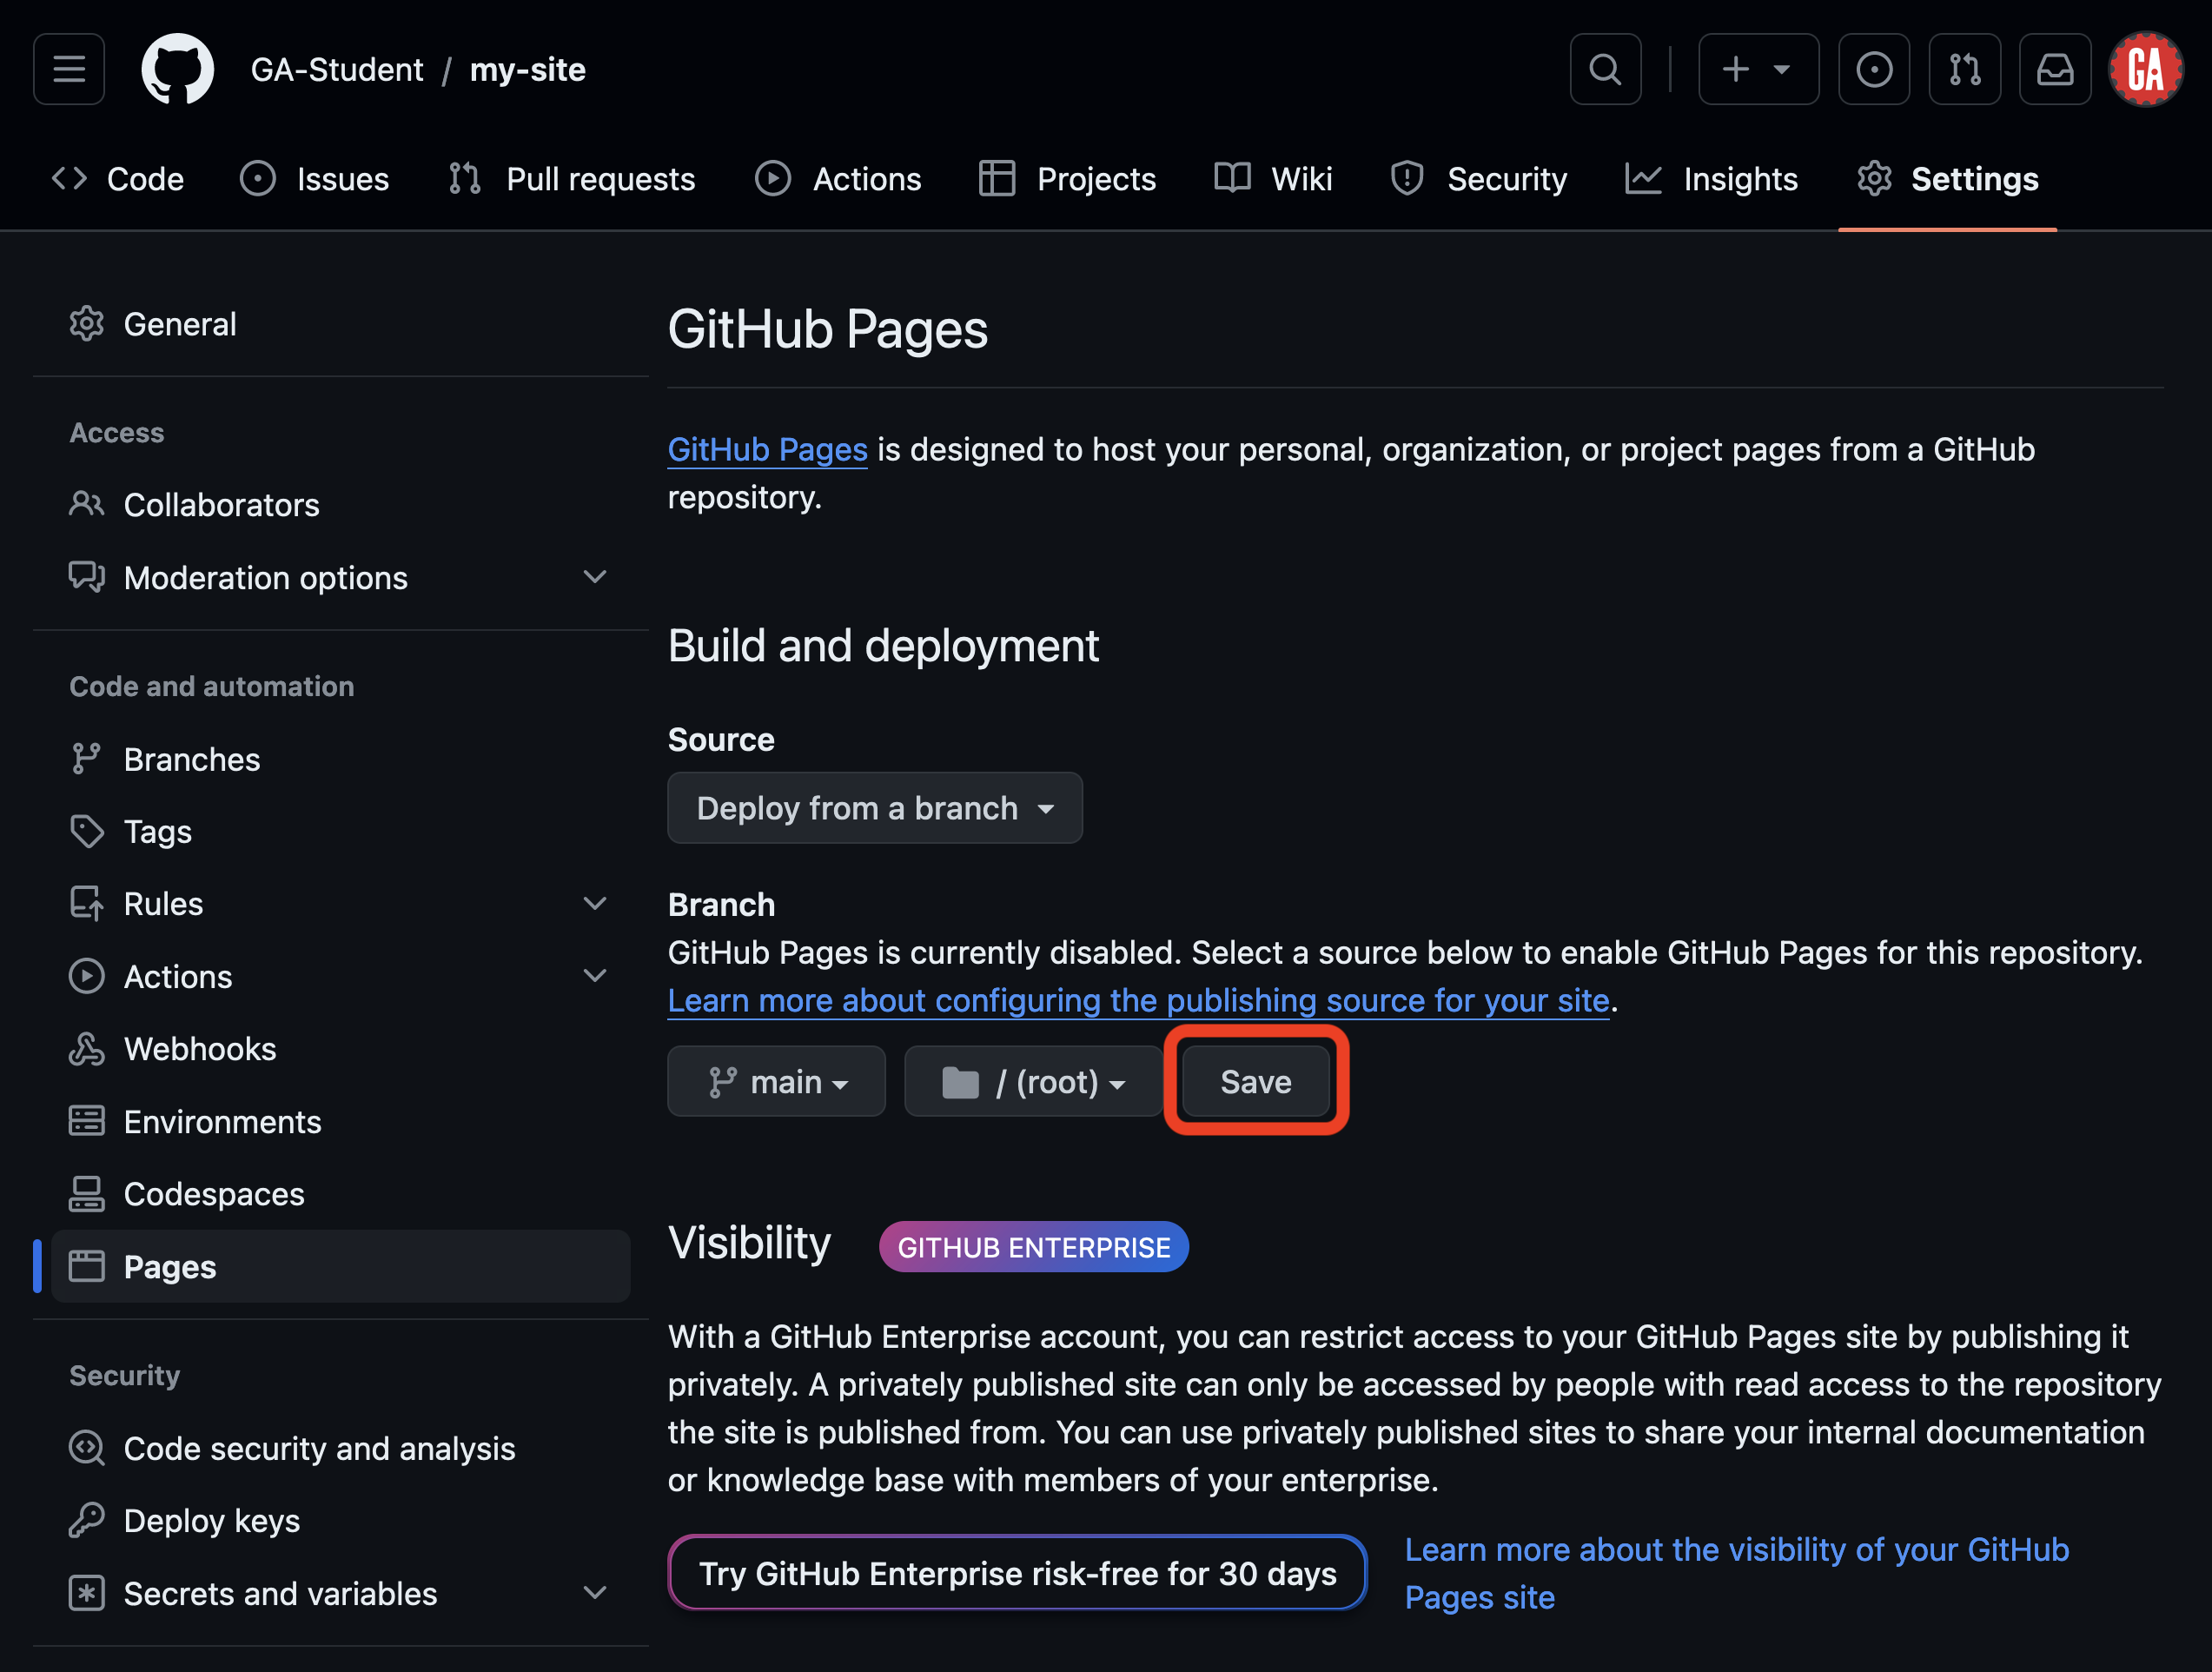 GA-Student / my-site
GA
Code Issues Pull requests Actions Projects Wiki Security Insights Settings
General
Access
Collaborators
Moderation options
Code and automation
Branches
Tags
Rules
Actions
Webhooks
Environments
Codespaces
Pages
Security
Code security and analysis
Deploy keys
Secrets and variables
GitHub Pages
GitHub Pages is designed to host your personal, organization, or project pages from a GitHub
repository.
Build and deployment
Source
Deploy from a branch
Branch
GitHub Pages is currently disabled. Select a source below to enable GitHub Pages for this repository.
Learn more about configuring the publishing source for your site.
main / (root) Save
Visibility GITHUB ENTERPRISE
With a GitHub Enterprise account, you can restrict access to your GitHub Pages site by publishing it
privately. A privately published site can only be accessed by people with read access to the repository
the site is published from. You can use privately published sites to share your internal documentation
or knowledge base with members of your enterprise.
Try GitHub Enterprise risk-free for 30 days
Learn more about the visibility of your GitHub
Pages site